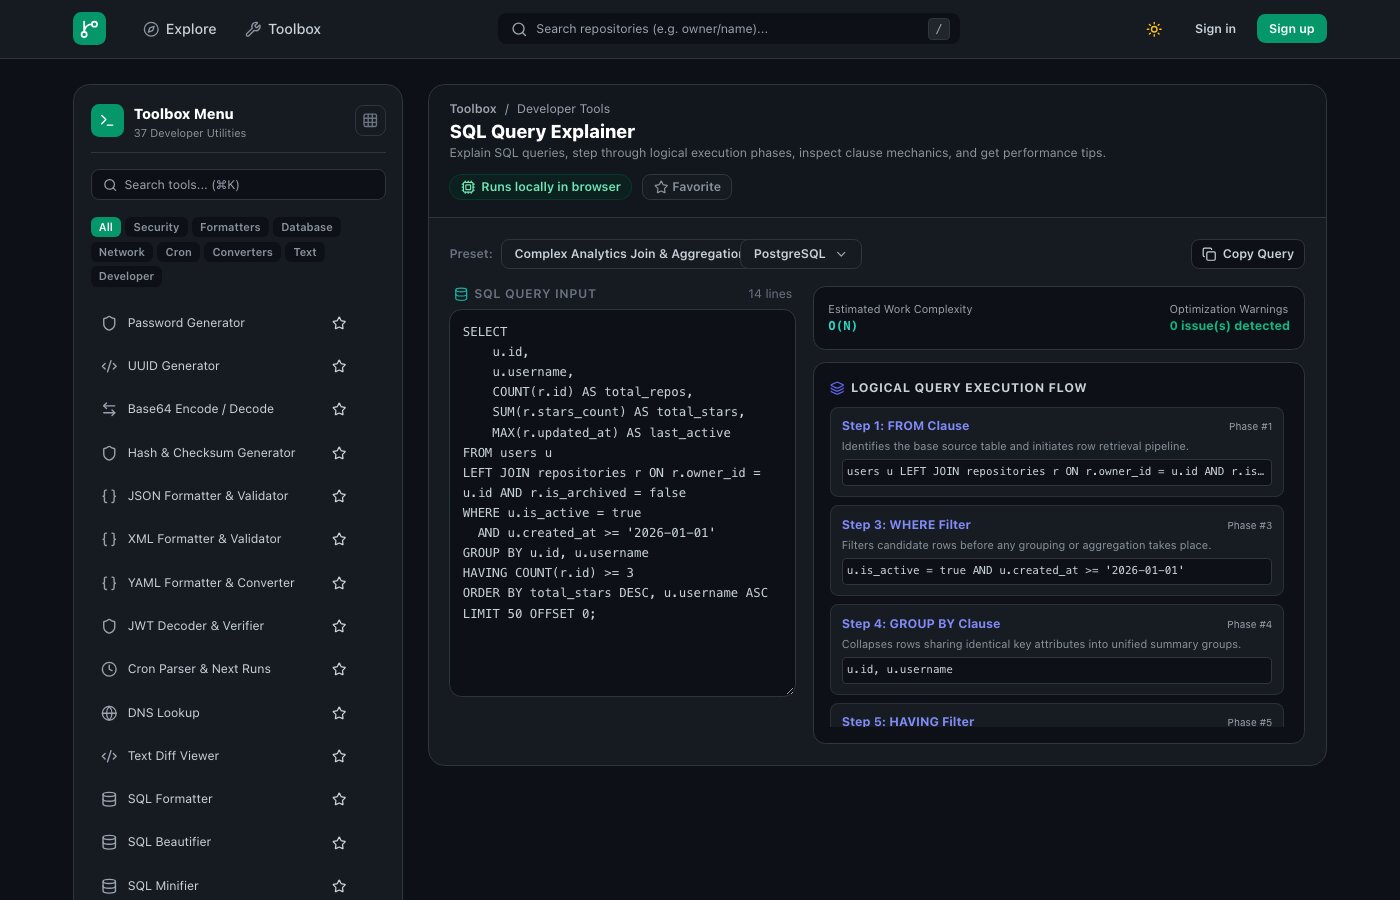 Explore
Toolbox
Search repositories (e.g. owner/name)...
/
Sign in
Sign up
Toolbox Menu
37 Developer Utilities
Search tools... (⌘K)
All
Security
Formatters
Database
Network
Cron
Converters
Text
Developer
Password Generator
UUID Generator
Base64 Encode / Decode
Hash & Checksum Generator
JSON Formatter & Validator
XML Formatter & Validator
YAML Formatter & Converter
JWT Decoder & Verifier
Cron Parser & Next Runs
DNS Lookup
Text Diff Viewer
SQL Formatter
SQL Beautifier
SQL Minifier
Toolbox / Developer Tools
SQL Query Explainer
Explain SQL queries, step through logical execution phases, inspect clause mechanics, and get performance tips.
Runs locally in browser
Favorite
Preset:
Complex Analytics Join & Aggregation
PostgreSQL
Copy Query
SQL QUERY INPUT
14 lines
SELECT
    u.id,
    u.username,
    COUNT(r.id) AS total_repos,
    SUM(r.stars_count) AS total_stars,
    MAX(r.updated_at) AS last_active
FROM users u
LEFT JOIN repositories r ON r.owner_id =
u.id AND r.is_archived = false
WHERE u.is_active = true
  AND u.created_at >= '2026-01-01'
GROUP BY u.id, u.username
HAVING COUNT(r.id) >= 3
ORDER BY total_stars DESC, u.username ASC
LIMIT 50 OFFSET 0;
Estimated Work Complexity
O(N)
Optimization Warnings
0 issue(s) detected
LOGICAL QUERY EXECUTION FLOW
Step 1: FROM Clause
Phase #1
Identifies the base source table and initiates row retrieval pipeline.
users u LEFT JOIN repositories r ON r.owner_id = u.id AND r.is…
Step 3: WHERE Filter
Phase #3
Filters candidate rows before any grouping or aggregation takes place.
u.is_active = true AND u.created_at >= '2026-01-01'
Step 4: GROUP BY Clause
Phase #4
Collapses rows sharing identical key attributes into unified summary groups.
u.id, u.username
Step 5: HAVING Filter
Phase #5